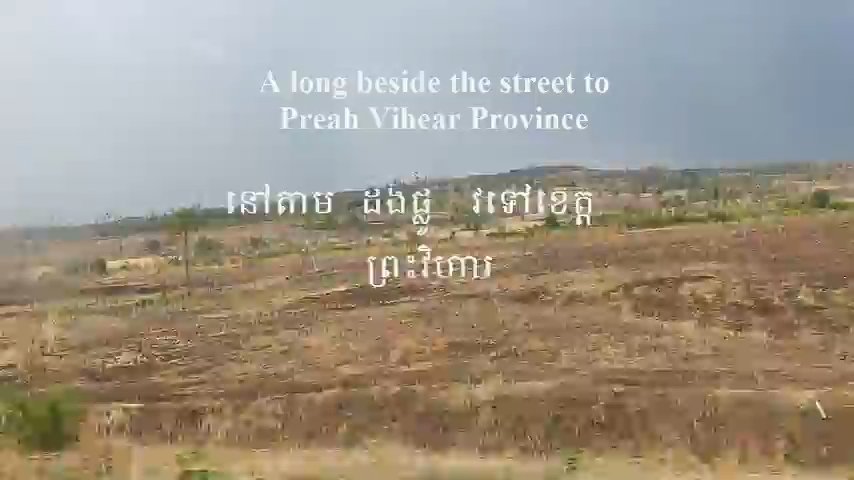 A long beside the street to
Preah Vihear Province
នៅតាម ដងផ្លូ វទៅខេត្ត
ព្រះវិហារ